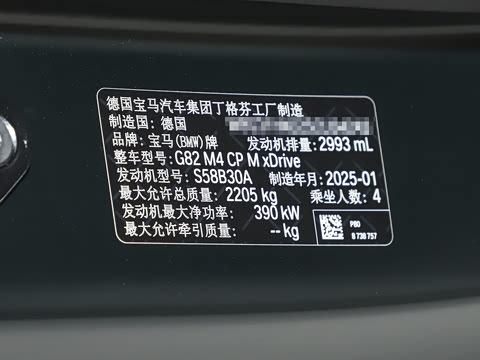 德国宝马汽车集团丁格芬工厂制造
制造国: 德国
品牌: 宝马(BMW)牌 发动机排量: 2993 mL
整车型号: G82 M4 CP M xDrive
发动机型号: S58B30A 制造年月: 2025-01
最大允许总质量: 2205 kg 乘坐人数: 4
发动机最大净功率: 390 kW
最大允许牵引质量: -- kg
P80
8 738 757